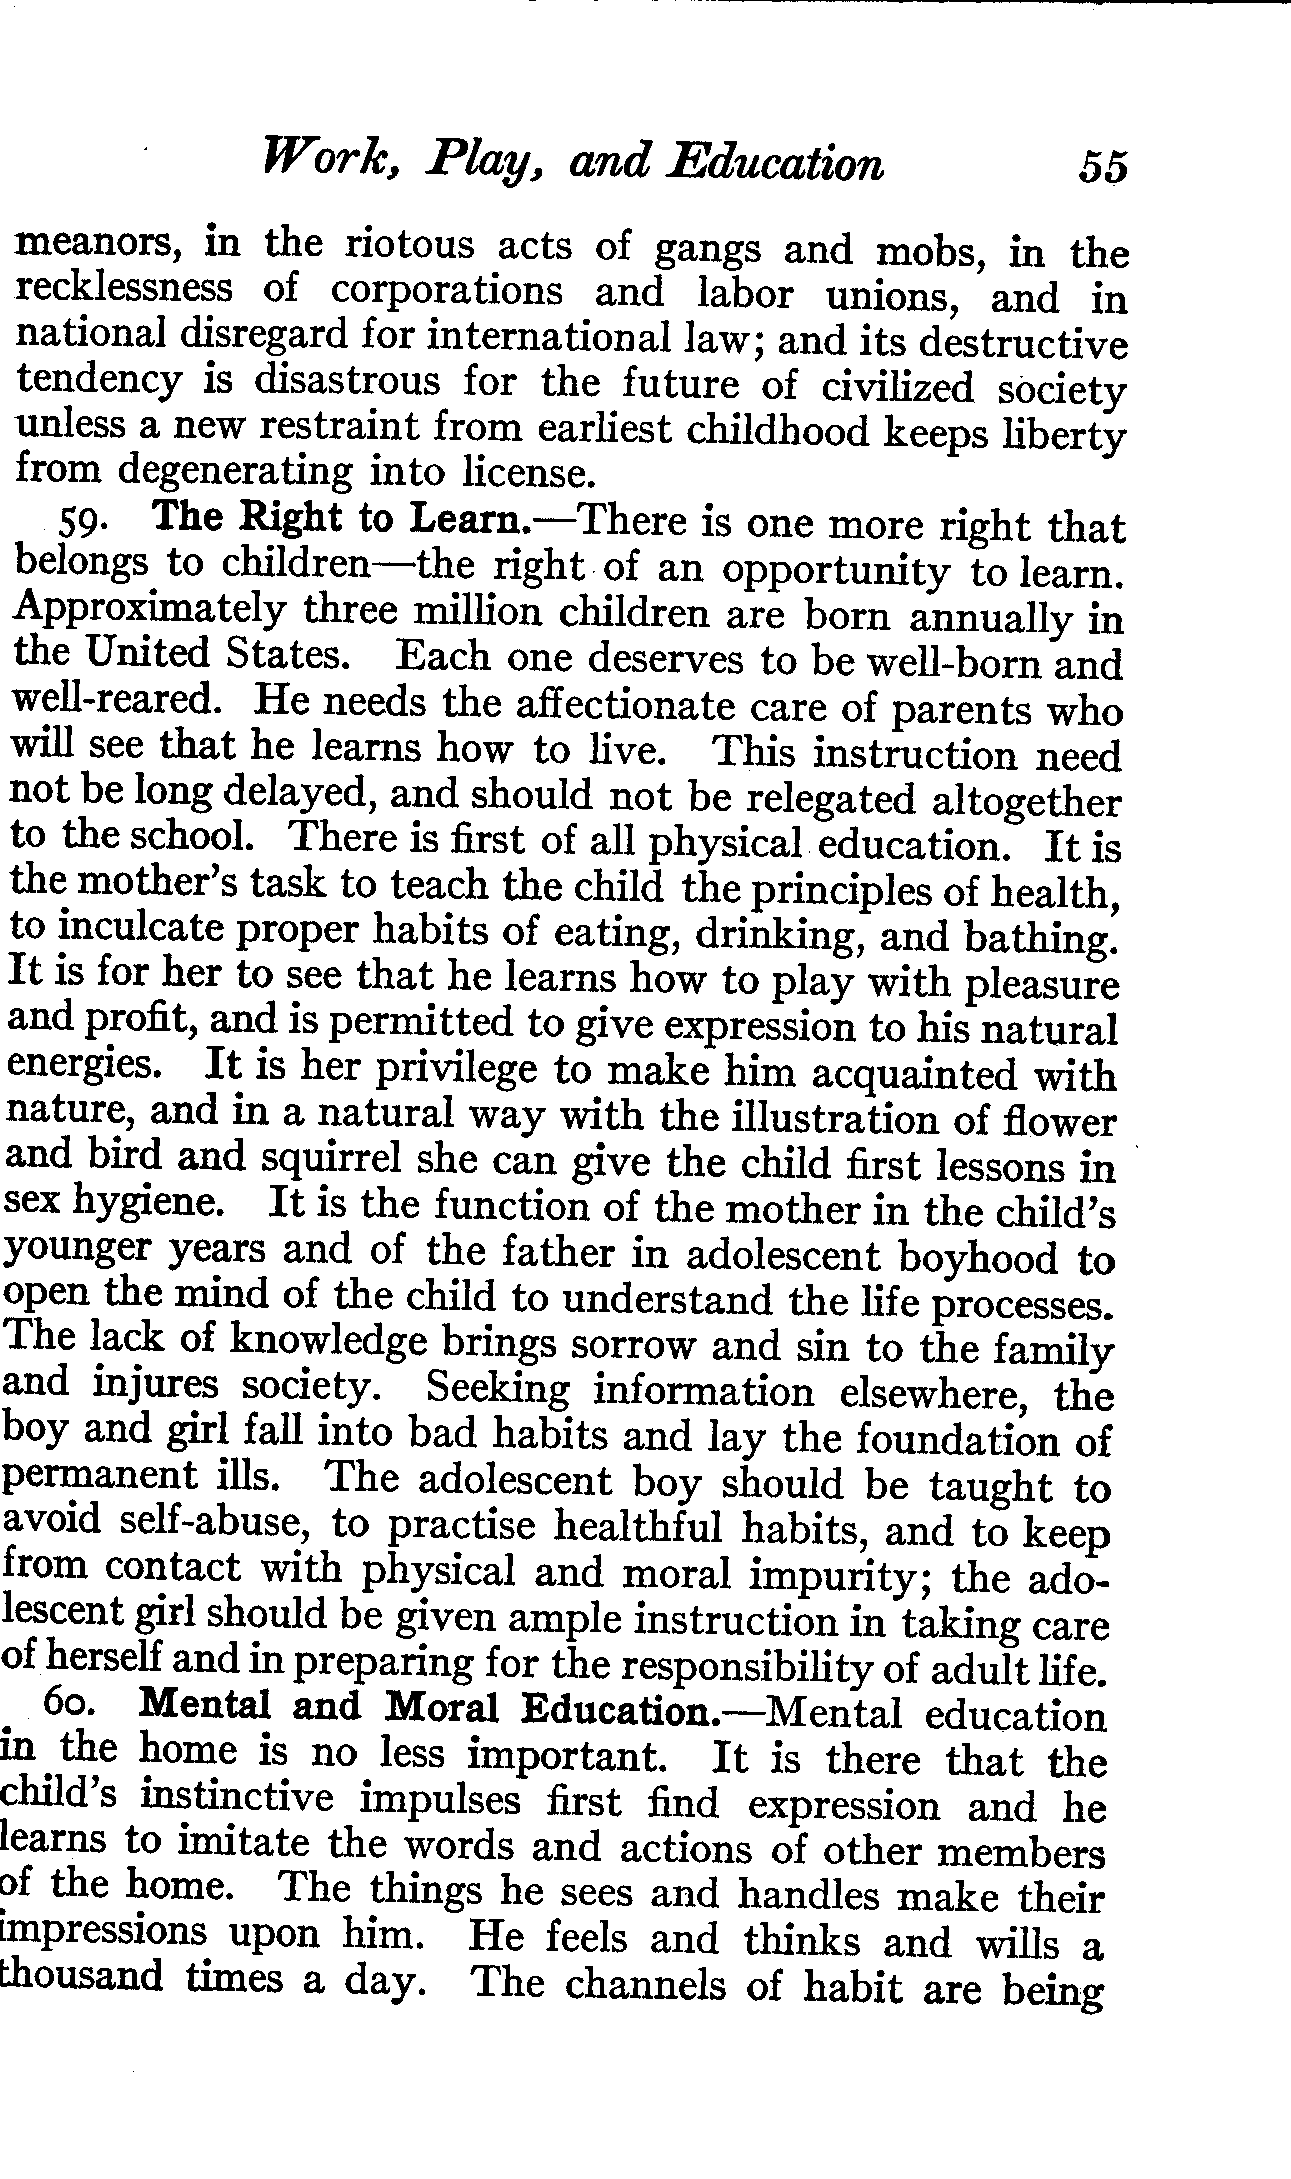 Work, Play, and Education 55
meanors, in the riotous acts of gangs and mobs, in the
recklessness of corporations and labor unions, and in
national disregard for international law; and its destructive
tendency is disastrous for the future of civilized society
unless a new restraint from earliest childhood keeps liberty
from degenerating into license.
59. The Right to Learn.—There is one more right that
belongs to children—the right of an opportunity to learn.
Approximately three million children are born annually in
the United States. Each one deserves to be well-born and
well-reared. He needs the affectionate care of parents who
will see that he learns how to live. This instruction need
not be long delayed, and should not be relegated altogether
to the school. There is first of all physical education. It is
the mother's task to teach the child the principles of health,
to inculcate proper habits of eating, drinking, and bathing.
It is for her to see that he learns how to play with pleasure
and profit, and is permitted to give expression to his natural
energies. It is her privilege to make him acquainted with
nature, and in a natural way with the illustration of flower
and bird and squirrel she can give the child first lessons in
sex hygiene. It is the function of the mother in the child's
younger years and of the father in adolescent boyhood to
open the mind of the child to understand the life processes.
The lack of knowledge brings sorrow and sin to the family
and injures society. Seeking information elsewhere, the
boy and girl fall into bad habits and lay the foundation of
permanent ills. The adolescent boy should be taught to
avoid self-abuse, to practise healthful habits, and to keep
from contact with physical and moral impurity; the ado-
lescent girl should be given ample instruction in taking care
of herself and in preparing for the responsibility of adult life.
60. Mental and Moral Education.—Mental education
in the home is no less important. It is there that the
child's instinctive impulses first find expression and he
learns to imitate the words and actions of other members
of the home. The things he sees and handles make their
impressions upon him. He feels and thinks and wills a
thousand times a day. The channels of habit are being